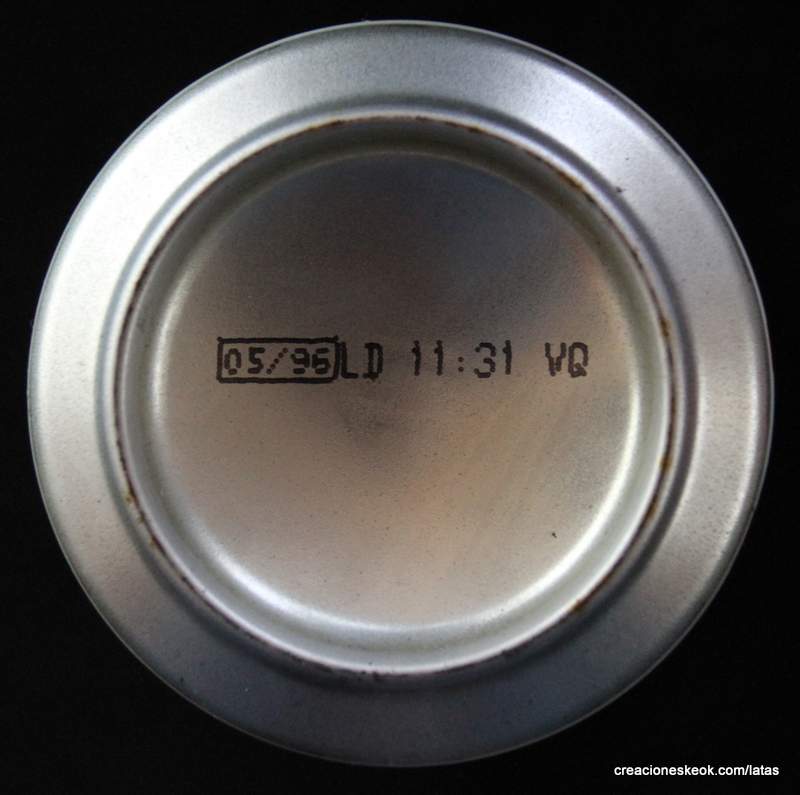 05/96 LD 11:31 VQ
creacioneskeok.com/latas